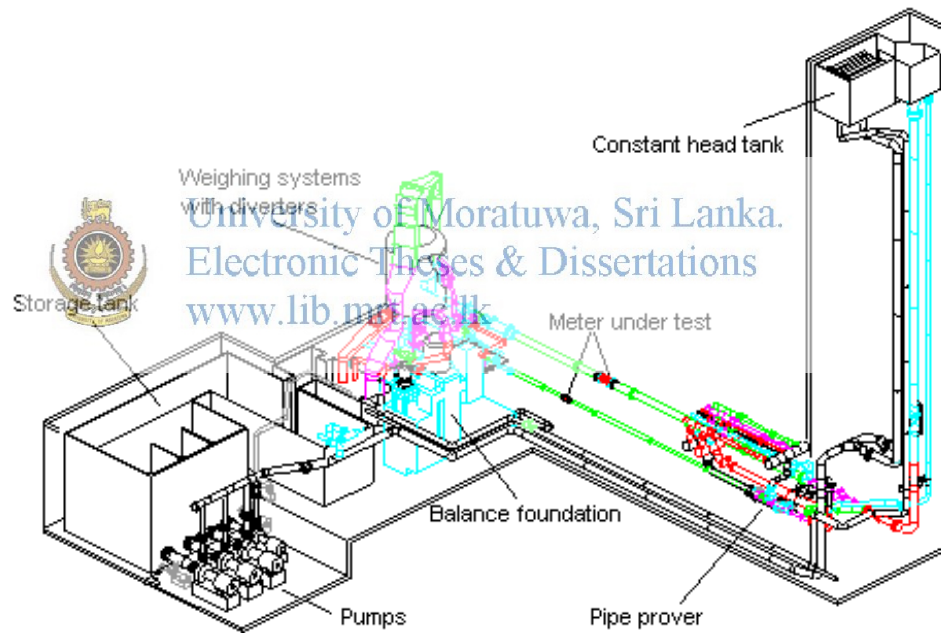 Constant head tank
Weighing systems
with diverters
University of Moratuwa, Sri Lanka.
Electronic Theses & Dissertations
www.lib.mrt.ac.lk
Storage tank
Meter under test
Balance foundation
Pumps
Pipe prover